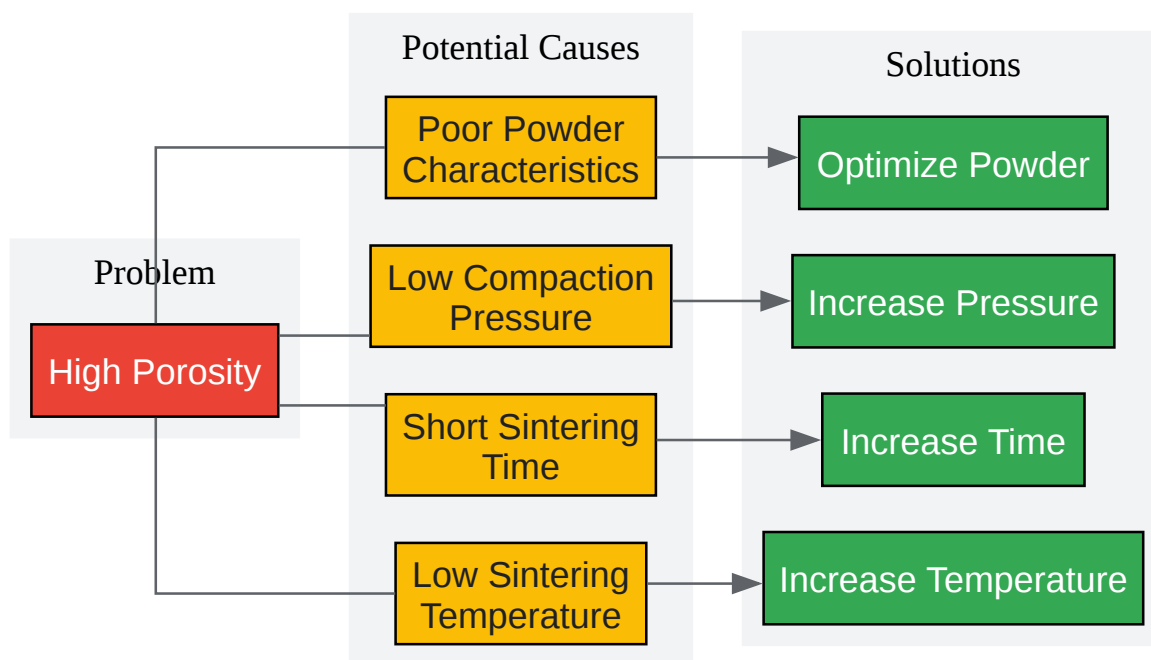 Problem
High Porosity
Potential Causes
Poor Powder
Characteristics
Low Compaction
Pressure
Short Sintering
Time
Low Sintering
Temperature
Solutions
Optimize Powder
Increase Pressure
Increase Time
Increase Temperature